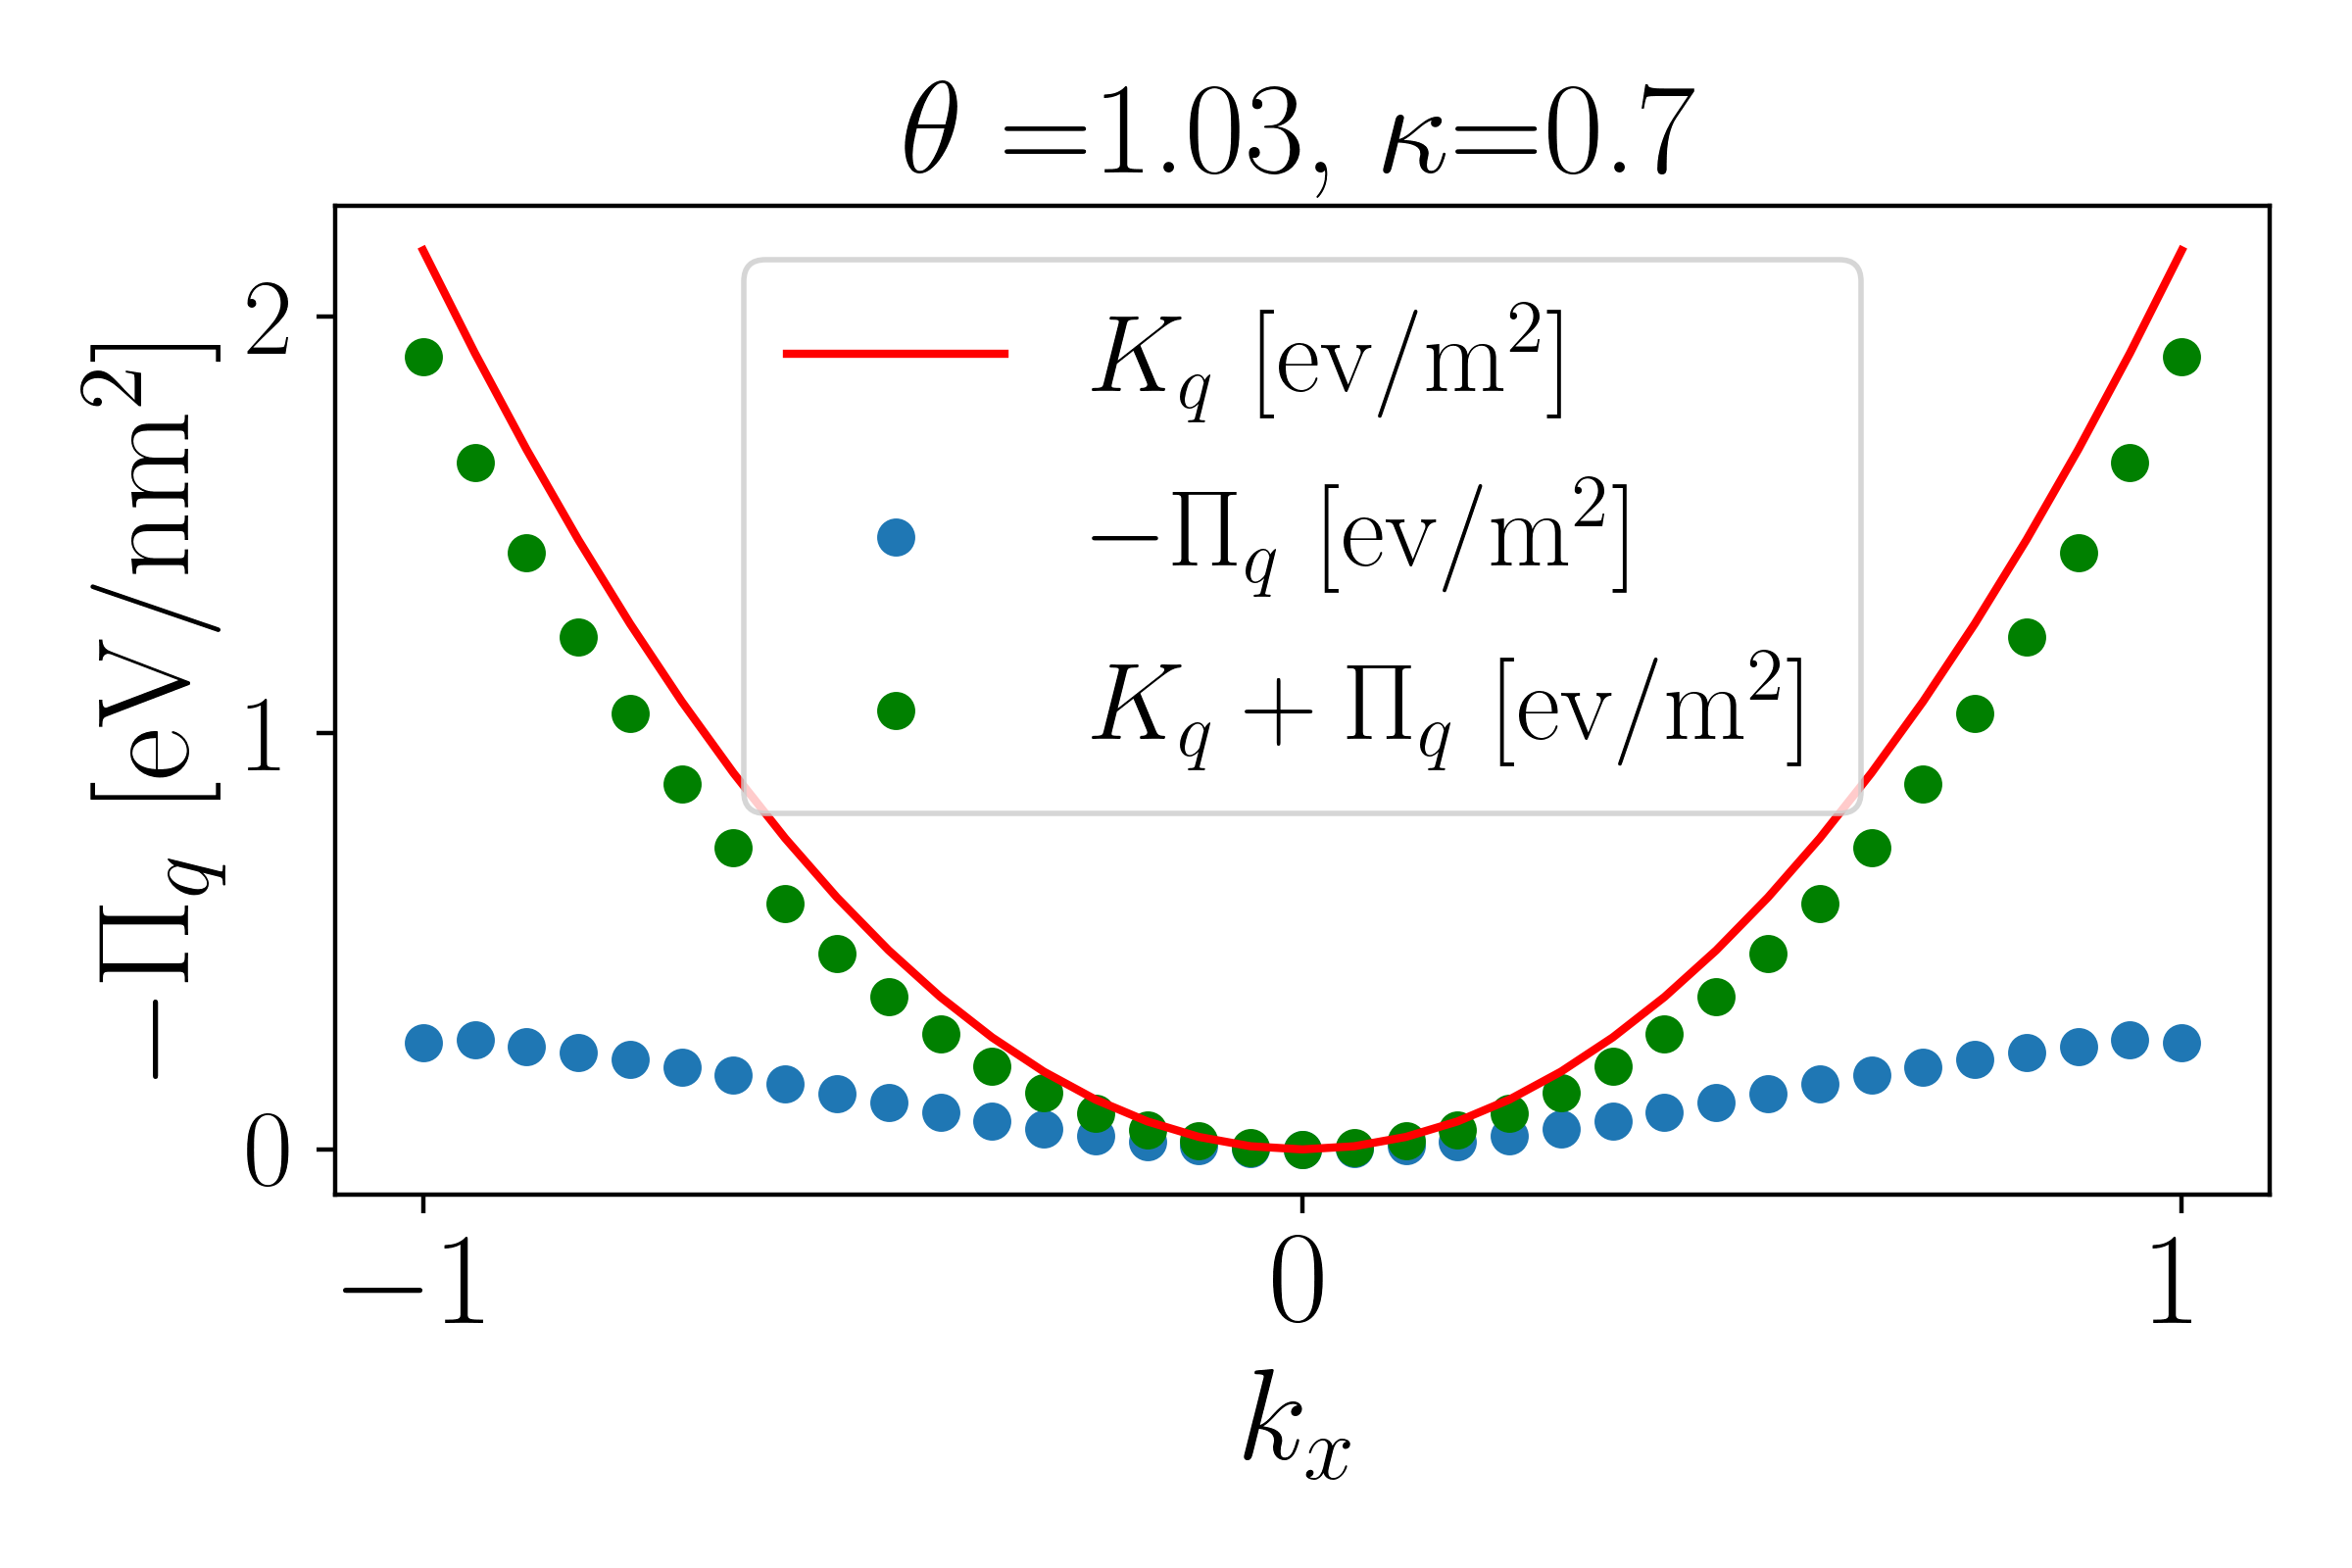 θ =1.03, κ=0.7
−Π_q [eV/nm²]
2
1
0
K_q [ev/m²]
−Π_q [ev/m²]
K_q + Π_q [ev/m²]
−1 0 1
k_x